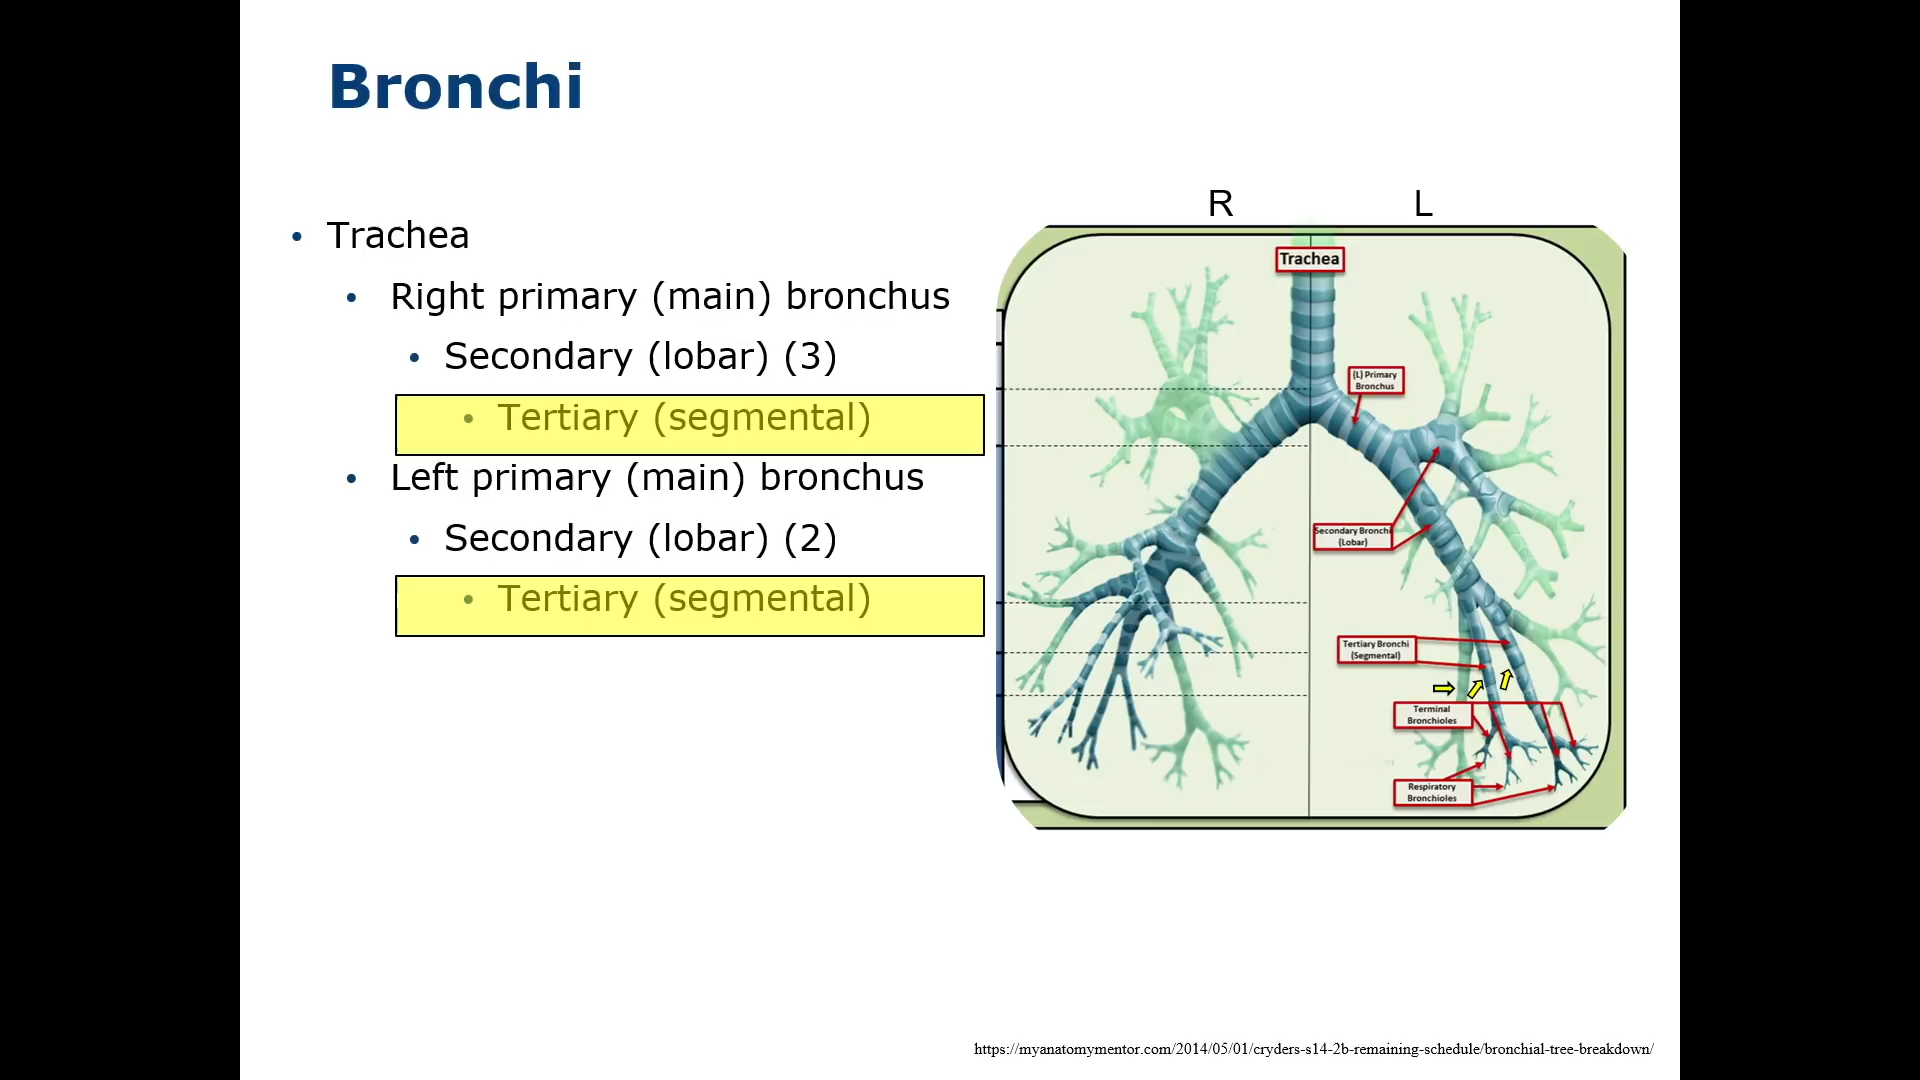 Bronchi
• Trachea
• Right primary (main) bronchus
• Secondary (lobar) (3)
• Tertiary (segmental)
• Left primary (main) bronchus
• Secondary (lobar) (2)
• Tertiary (segmental)
R L
Trachea
(L) Primary
Bronchus
Secondary Bronchi
(Lobar)
Tertiary Bronchi
(Segmental)
Terminal
Bronchioles
Respiratory
Bronchioles
https://myanatomymentor.com/2014/05/01/cryders-s14-2b-remaining-schedule/bronchial-tree-breakdown/